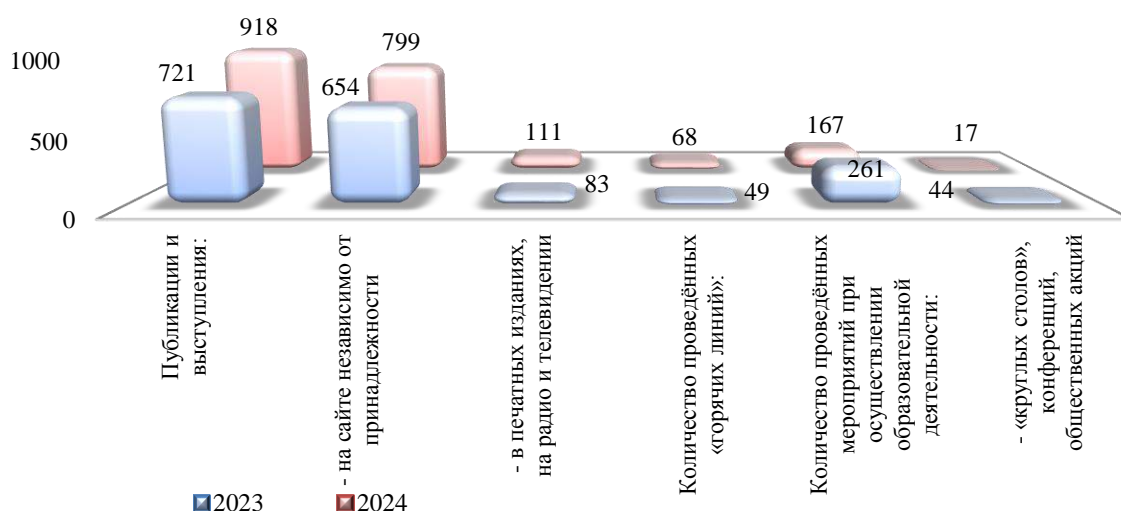 918
799
1000
721
654
111
68
167
17
500
83
49
261
44
0
Публикации и
выступления:
- на сайте независимо от
принадлежности
- в печатных изданиях,
на радио и телевидении
Количество проведённых
«горячих линий»:
Количество проведённых
мероприятий при
осуществлении
образовательной
деятельности:
- «круглых столов»,
конференций,
общественных акций
2023
2024